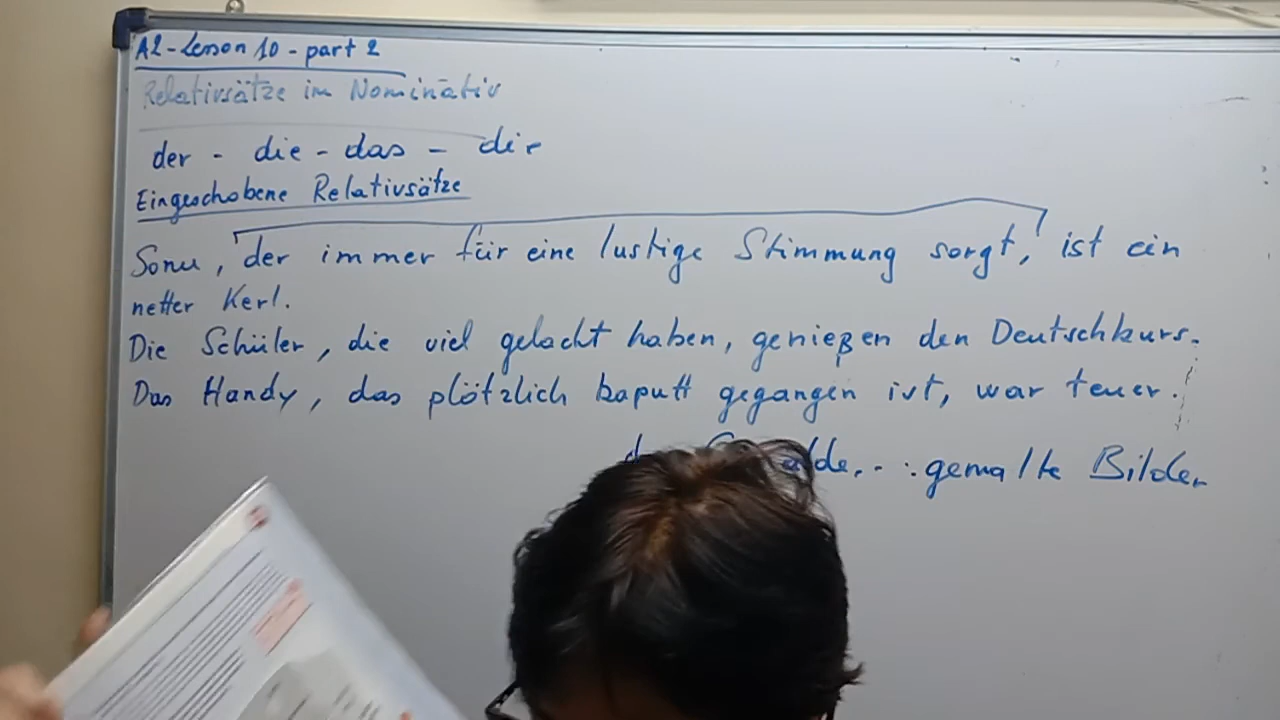 A2-Lesson 10 - part 2
Relativsätze im Nominativ
der - die - das - die
Eingeschobene Relativsätze
Sonu, der immer für eine lustige Stimmung sorgt, ist ein
netter Kerl.
Die Schüler, die viel gelacht haben, genießen den Deutschkurs.
Das Handy, das plötzlich kaputt gegangen ist, war teuer.
gemalte Bilder